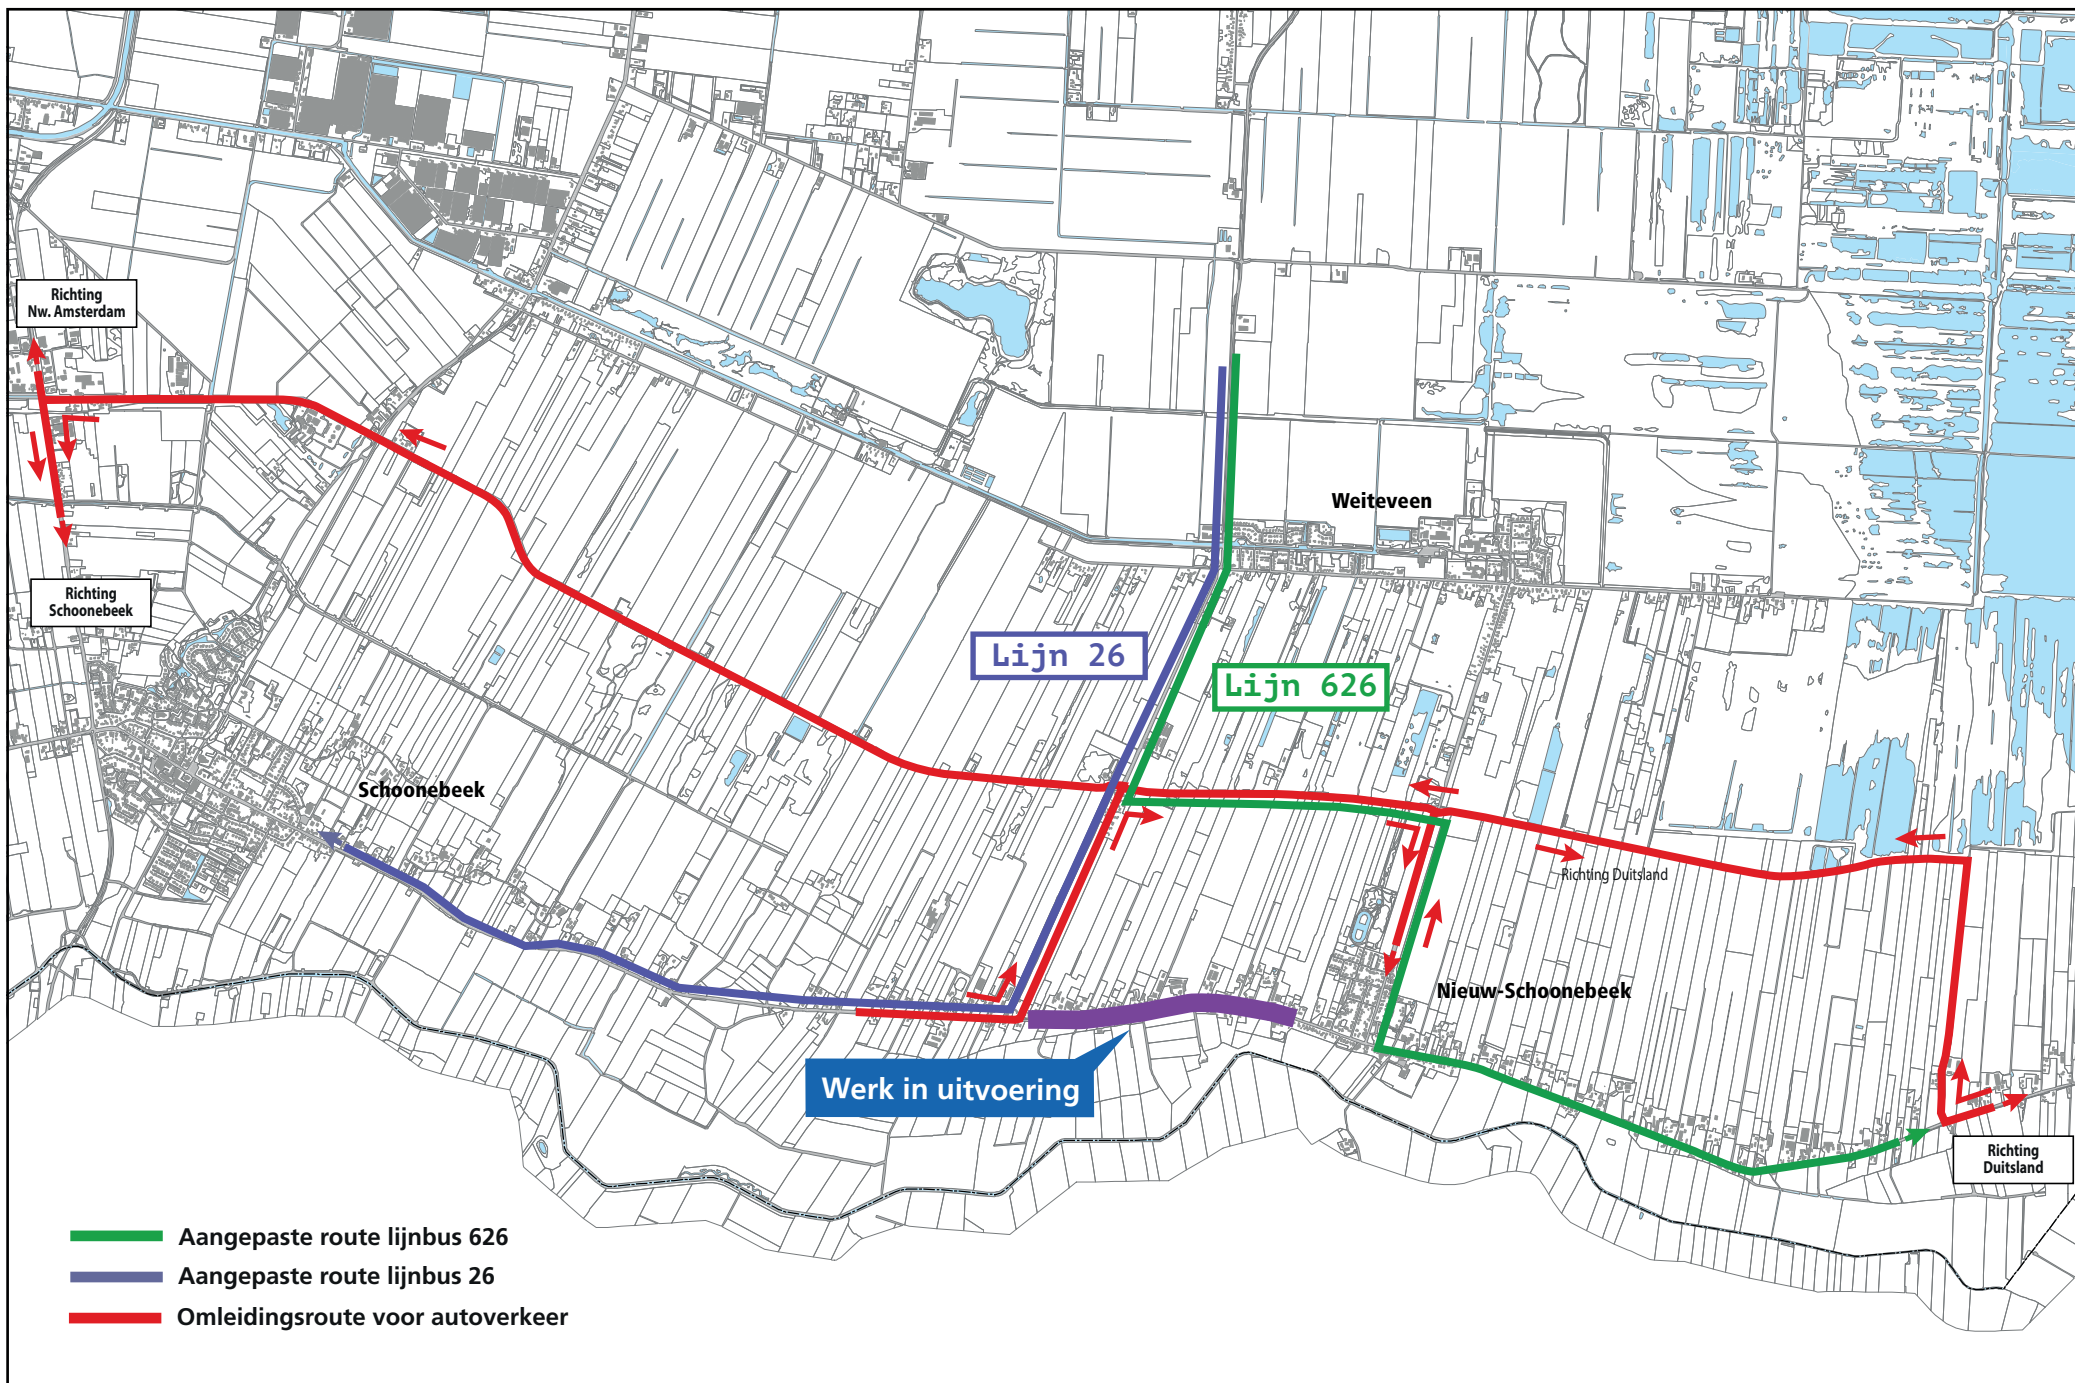 Richting
Nw. Amsterdam
Weiteveen
Richting
Schoonebeek
Lijn 26
Lijn 626
Schoonebeek
Richting Duitsland
Nieuw-Schoonebeek
Werk in uitvoering
Richting
Duitsland
Aangepaste route lijnbus 626
Aangepaste route lijnbus 26
Omleidingsroute voor autoverkeer